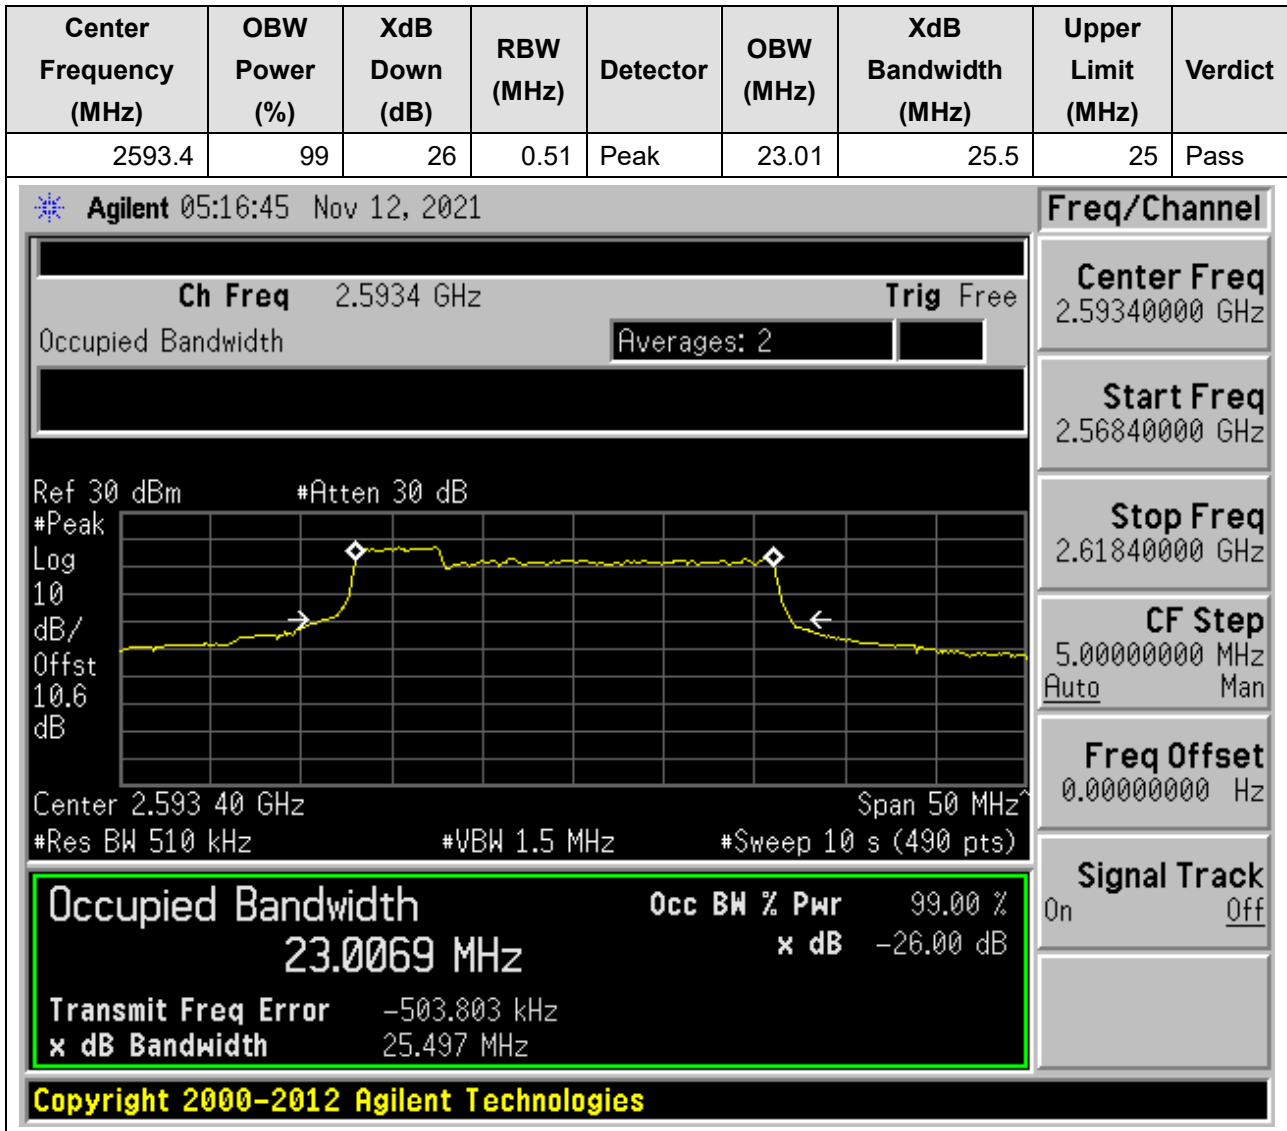 Center Frequency (MHz) OBW Power (%) XdB Down (dB) RBW (MHz) Detector OBW (MHz) XdB Bandwidth (MHz) Upper Limit (MHz) Verdict
2593.4 99 26 0.51 Peak 23.01 25.5 25 Pass
Agilent 05:16:45 Nov 12, 2021
Freq/Channel
Ch Freq 2.5934 GHz Trig Free
Occupied Bandwidth Averages: 2
Center Freq
2.59340000 GHz
Start Freq
2.56840000 GHz
Stop Freq
2.61840000 GHz
CF Step
5.00000000 MHz
Auto Man
Freq Offset
0.00000000 Hz
Signal Track
On Off
Ref 30 dBm #Atten 30 dB
#Peak
Log
10
dB/
Offst
10.6
dB
Center 2.593 40 GHz Span 50 MHz^
#Res BW 510 kHz #VBW 1.5 MHz #Sweep 10 s (490 pts)
Occupied Bandwidth Occ BW % Pwr 99.00 %
23.0069 MHz x dB -26.00 dB
Transmit Freq Error -503.803 kHz
x dB Bandwidth 25.497 MHz
Copyright 2000-2012 Agilent Technologies